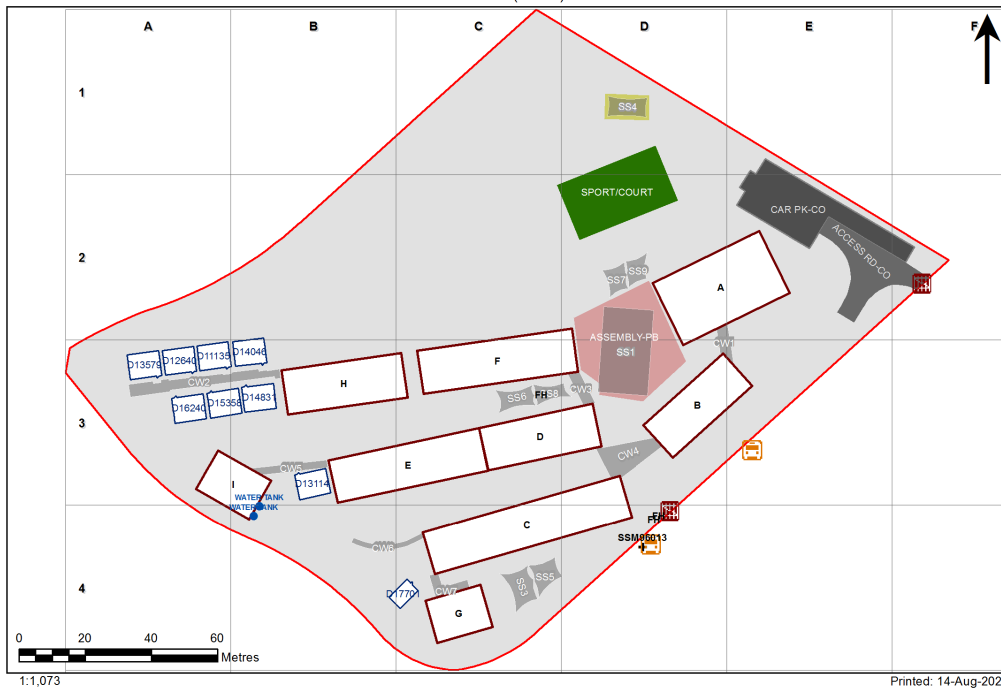 A B C D E F
1
SS4
SPORT/COURT
CAR PK-CO
ACCESS RD-CO
2
SS7 SS9
A
ASSEMBLY-PB
SS1
CW1
D13579 D12640 D11135 D14046
CW2
D16240 D15358 D14831
H
F
SS6 FH SS8 CW3
3
B
D
E
CW4
CW5
D13114
I
WATER TANK
WATER TANK
C
FH
FH
SSM06013
CW6
SS3 SS5
4
D17701
CW7
G
0 20 40 60
Metres
1:1,073
Printed: 14-Aug-202